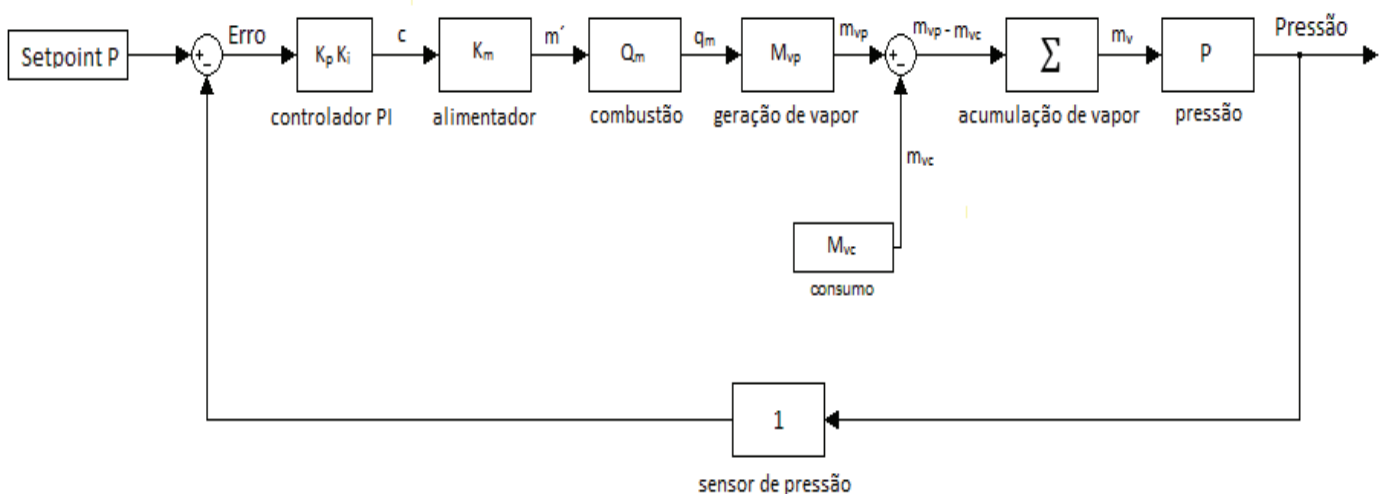 Setpoint P
+
-
Erro
Kp Ki
controlador PI
c
Km
alimentador
m´
Qm
combustão
qm
Mvp
geração de vapor
mvp
+
-
mvp - mvc
Σ
acumulação de vapor
mv
P
pressão
Pressão
mvc
Mvc
consumo
1
sensor de pressão